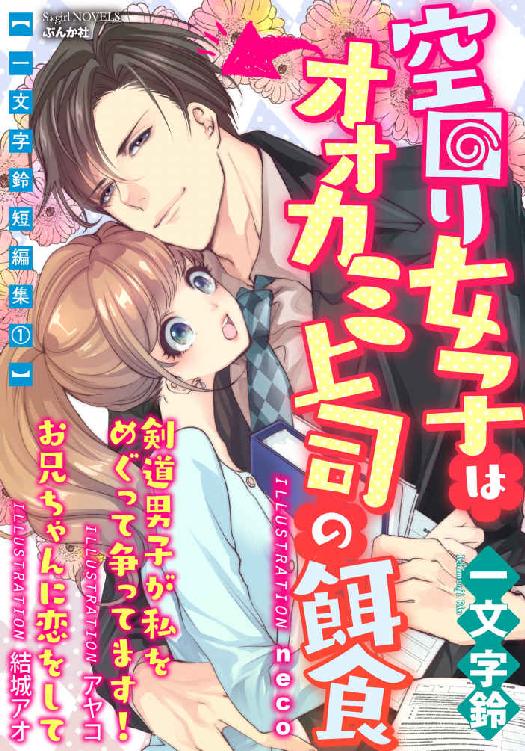 S*girl NOVELS
ぶんか社
空回り女子は
オオカミ上司の餌食
一文字鈴
ILLUSTRATION neco
【一文字鈴短編集①】
剣道男子が私を
めぐって争ってます!
ILLUSTRATION アヤコ
お兄ちゃんに恋をして
ILLUSTRATION 結城アオ